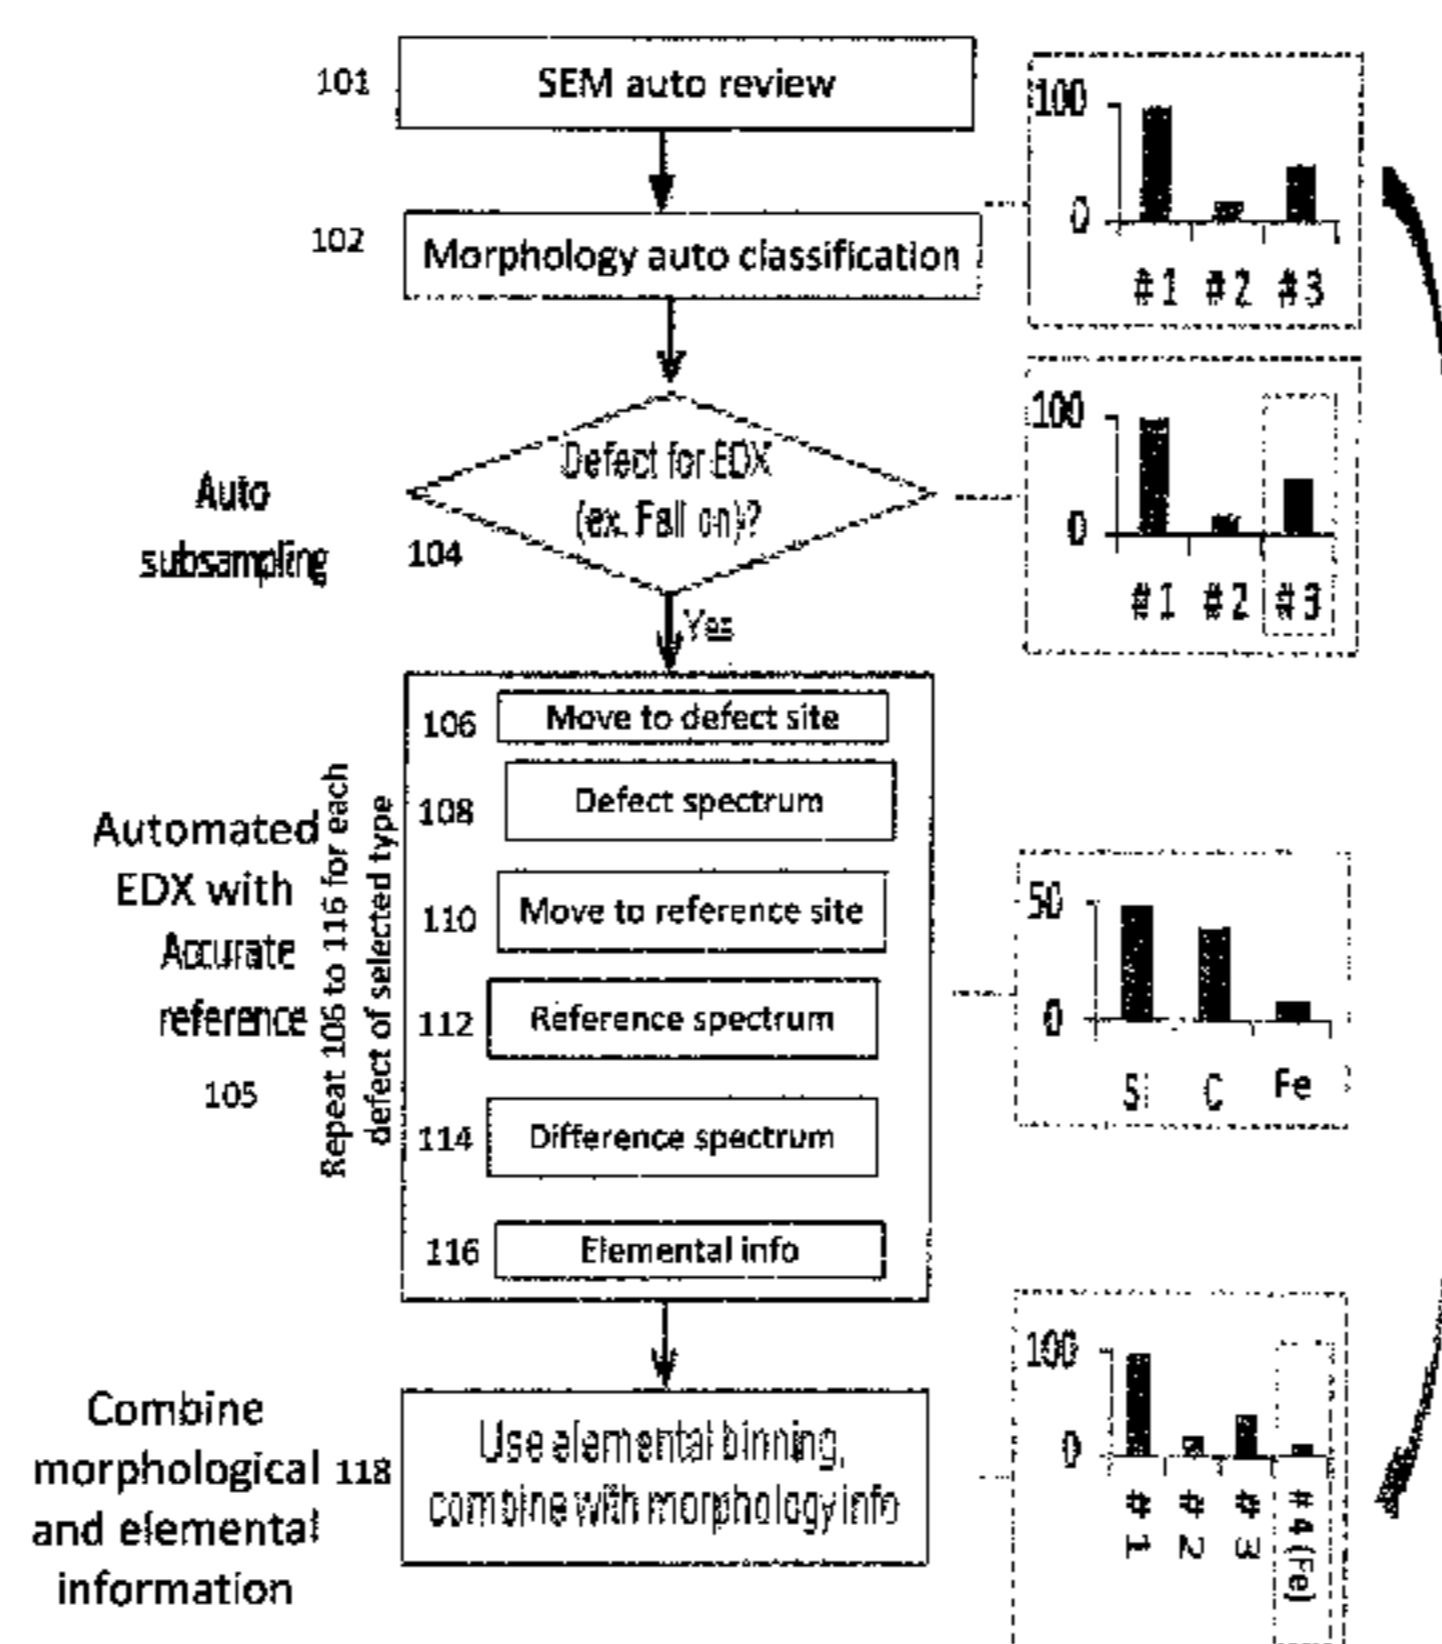 101
SEM auto review
102
Morphology auto classification
100
0
#1 #2 #3
Auto
subsampling
104
Defect for EDX
(ex. Fall on)?
Yes
100
0
#1 #2 #3
Automated
EDX with
Accurate
reference
105
Repeat 106 to 116 for each
defect of selected type
106
Move to defect site
108
Defect spectrum
110
Move to reference site
112
Reference spectrum
114
Difference spectrum
116
Elemental info
50
0
Si C Fe
Combine
morphological
and elemental
information
118
Use elemental binning,
combine with morphology info
100
0
#1
#2
#3
#4 (Fe)